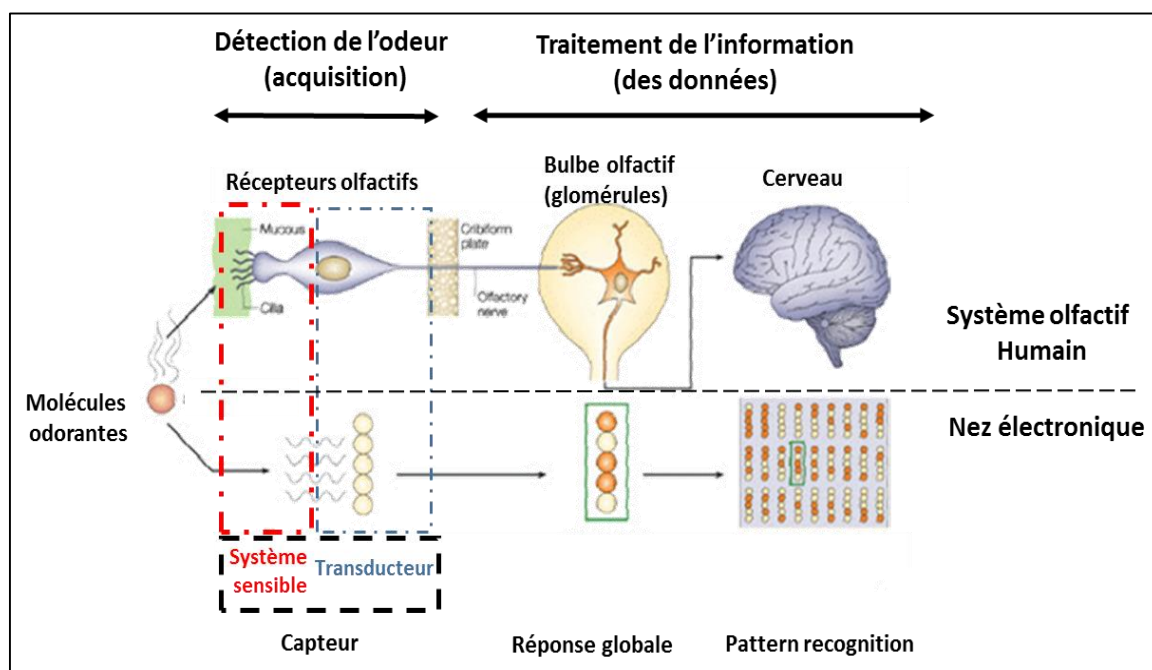 Détection de l'odeur
(acquisition)
Traitement de l'information
(des données)
Récepteurs olfactifs
Bulbe olfactif
(glomérules)
Cerveau
Mucous
Cilia
Cribiform
plate
Olfactory
nerve
Système olfactif
Humain
Molécules
odorantes
Nez électronique
Système
sensible
Transducteur
Capteur
Réponse globale
Pattern recognition